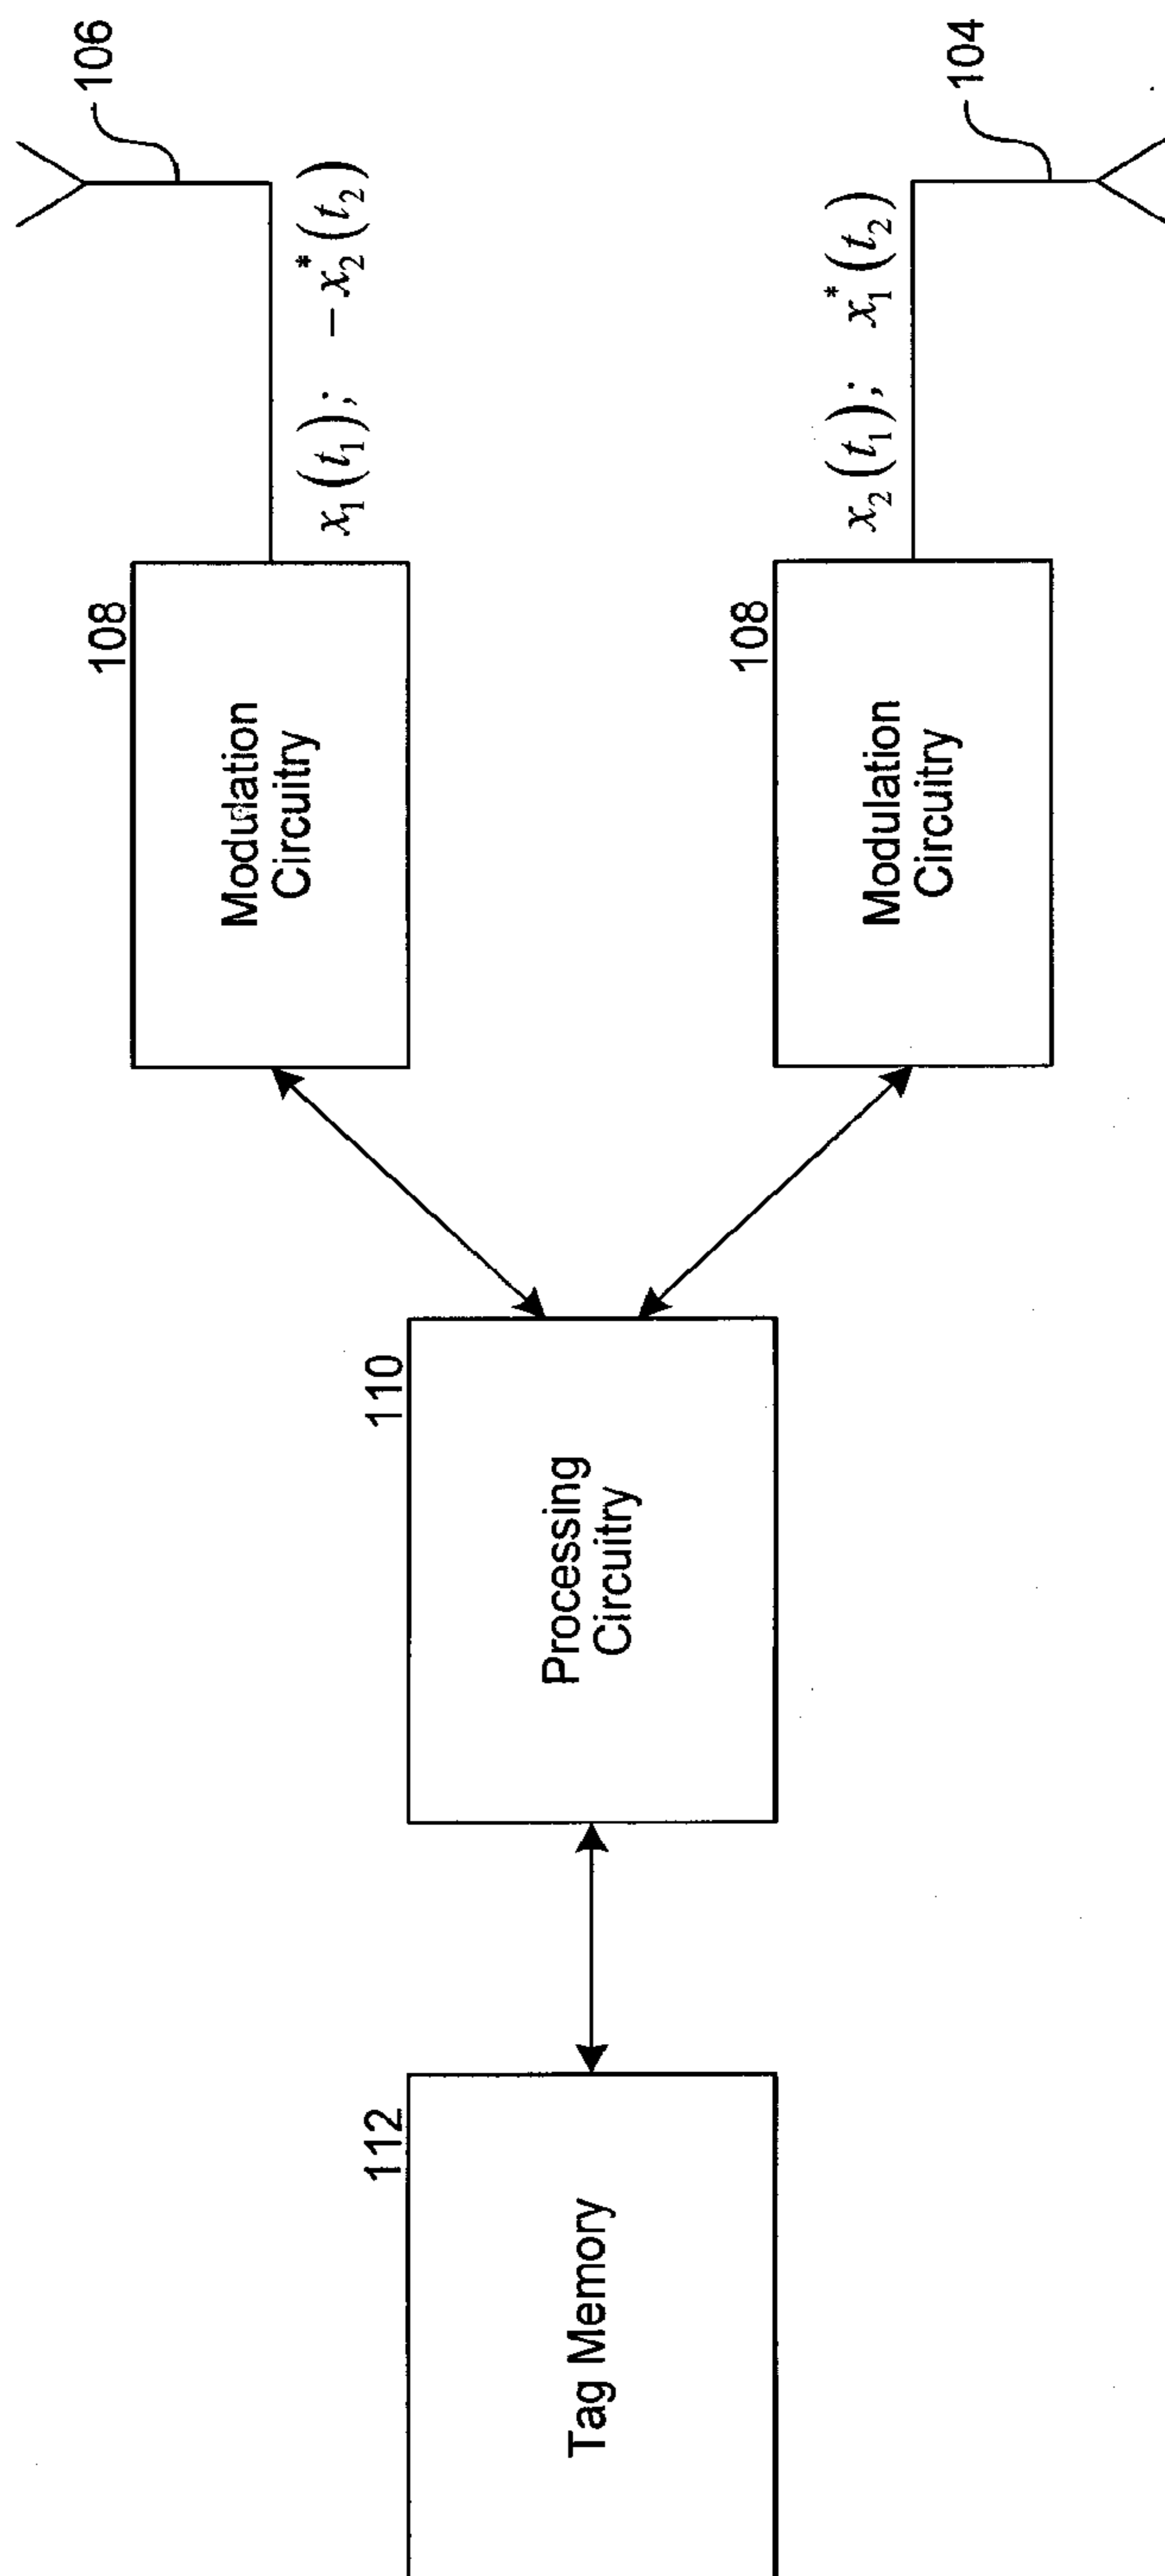 112
Tag Memory
110
Processing
Circuitry
108
Modulation
Circuitry
x₁(t₁); −x₂*(t₂)
106
108
Modulation
Circuitry
x₂(t₁); x₁*(t₂)
104